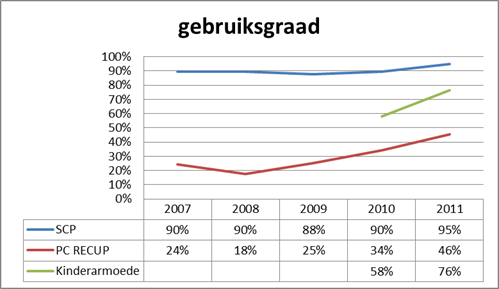 gebruiksgraad
100%
90%
80%
70%
60%
50%
40%
30%
20%
10%
0%
2007 2008 2009 2010 2011
SCP 90% 90% 88% 90% 95%
PC RECUP 24% 18% 25% 34% 46%
Kinderarmoede 58% 76%